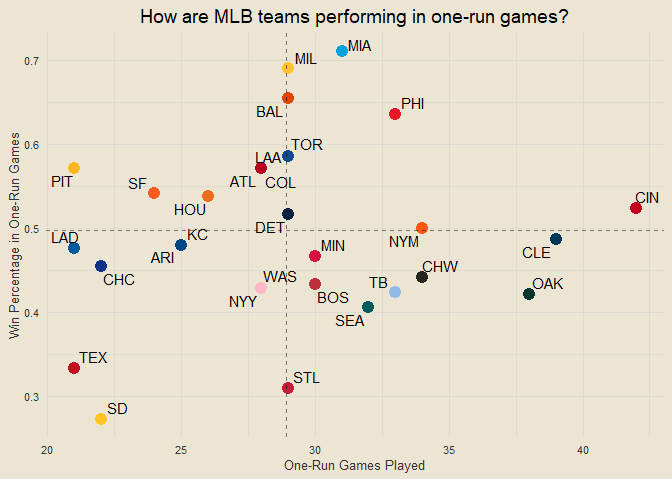 How are MLB teams performing in one-run games?
Win Percentage in One-Run Games
0.7
0.6
0.5
0.4
0.3
MIA
MIL
PHI
BAL
TOR
LAA
PIT
SF
ATL
COL
HOU
CIN
DET
KC
NYM
LAD
MIN
CLE
ARI
CHW
CHC
WAS
TB
OAK
NYY
BOS
SEA
TEX
STL
SD
20
25
30
35
40
One-Run Games Played